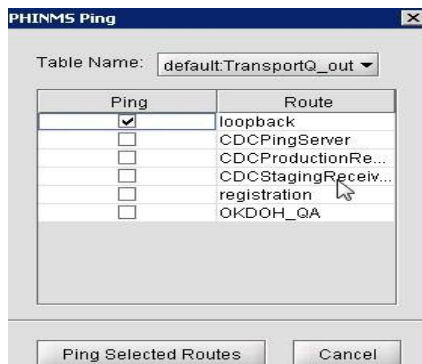 PHINMS Ping
Table Name: default:TransportQ_out
Ping Route
loopback
CDCPingServer
CDCProductionRe...
CDCStagingReceiv...
registration
OKDOH_QA
Ping Selected Routes Cancel